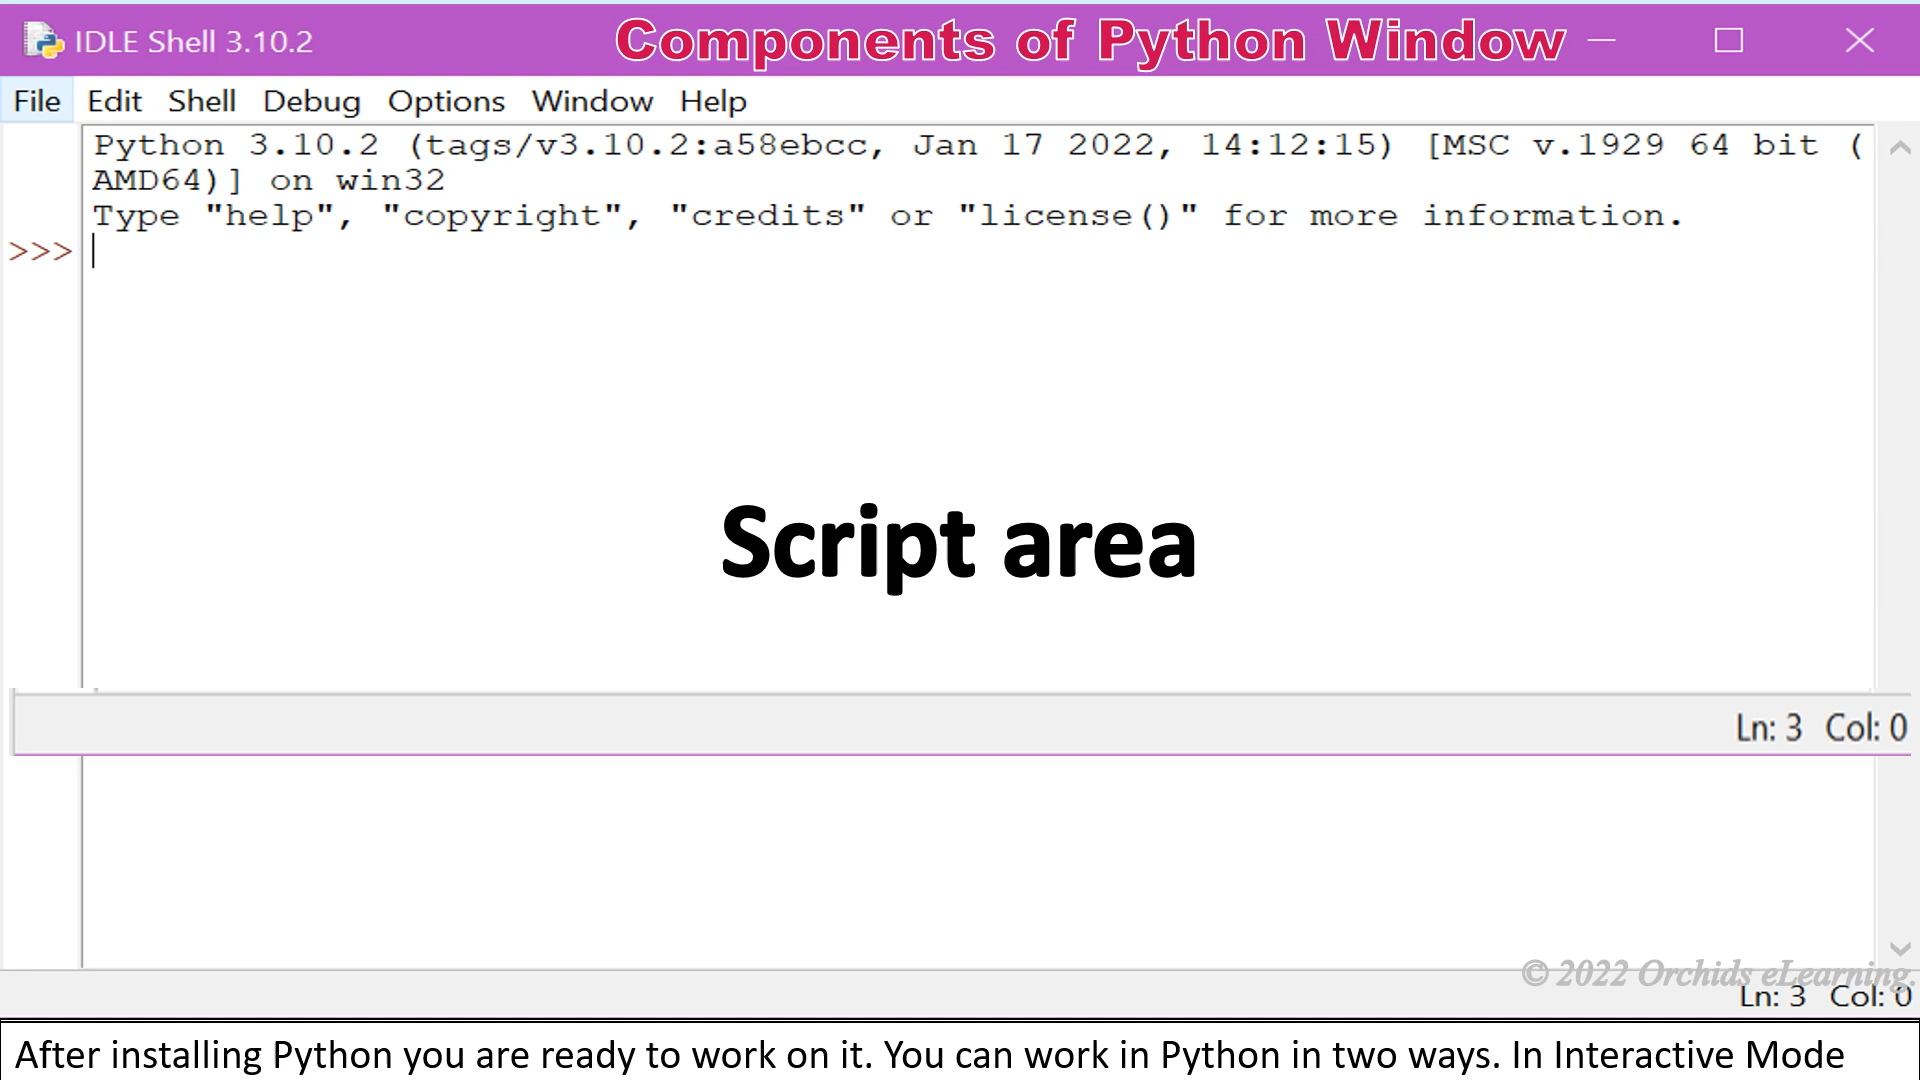 IDLE Shell 3.10.2
Components of Python Window
File Edit Shell Debug Options Window Help
Python 3.10.2 (tags/v3.10.2:a58ebcc, Jan 17 2022, 14:12:15) [MSC v.1929 64 bit (
AMD64)] on win32
Type "help", "copyright", "credits" or "license()" for more information.
>>>
Script area
Ln: 3 Col: 0
© 2022 Orchids eLearning.
Ln: 3 Col: 0
After installing Python you are ready to work on it. You can work in Python in two ways. In Interactive Mode